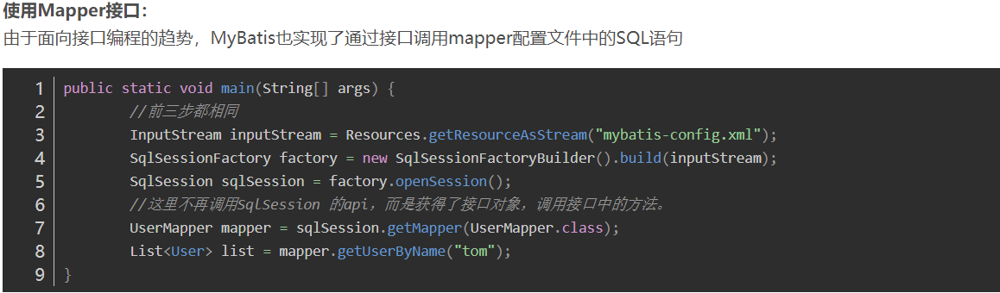 使用Mapper接口：
由于面向接口编程的趋势，MyBatis也实现了通过接口调用mapper配置文件中的SQL语句
1 public static void main(String[] args) {
2 //前三步都相同
3 InputStream inputStream = Resources.getResourceAsStream("mybatis-config.xml");
4 SqlSessionFactory factory = new SqlSessionFactoryBuilder().build(inputStream);
5 SqlSession sqlSession = factory.openSession();
6 //这里不再调用SqlSession 的api，而是获得了接口对象，调用接口中的方法。
7 UserMapper mapper = sqlSession.getMapper(UserMapper.class);
8 List<User> list = mapper.getUserByName("tom");
9 }